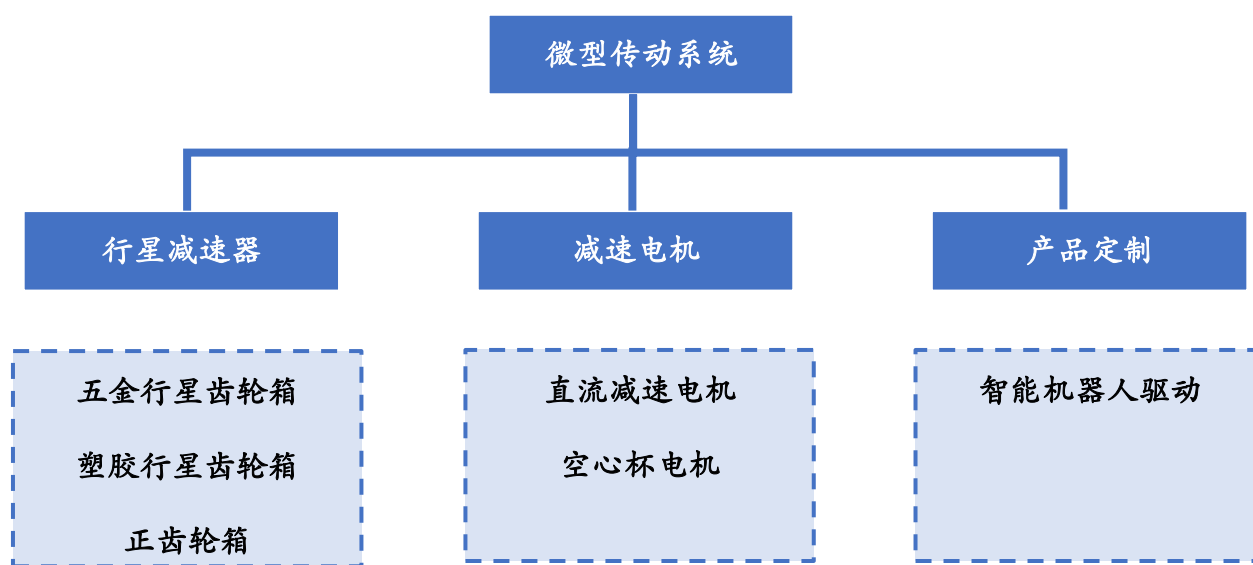 微型传动系统
行星减速器
减速电机
产品定制
五金行星齿轮箱
塑胶行星齿轮箱
正齿轮箱
直流减速电机
空心杯电机
智能机器人驱动